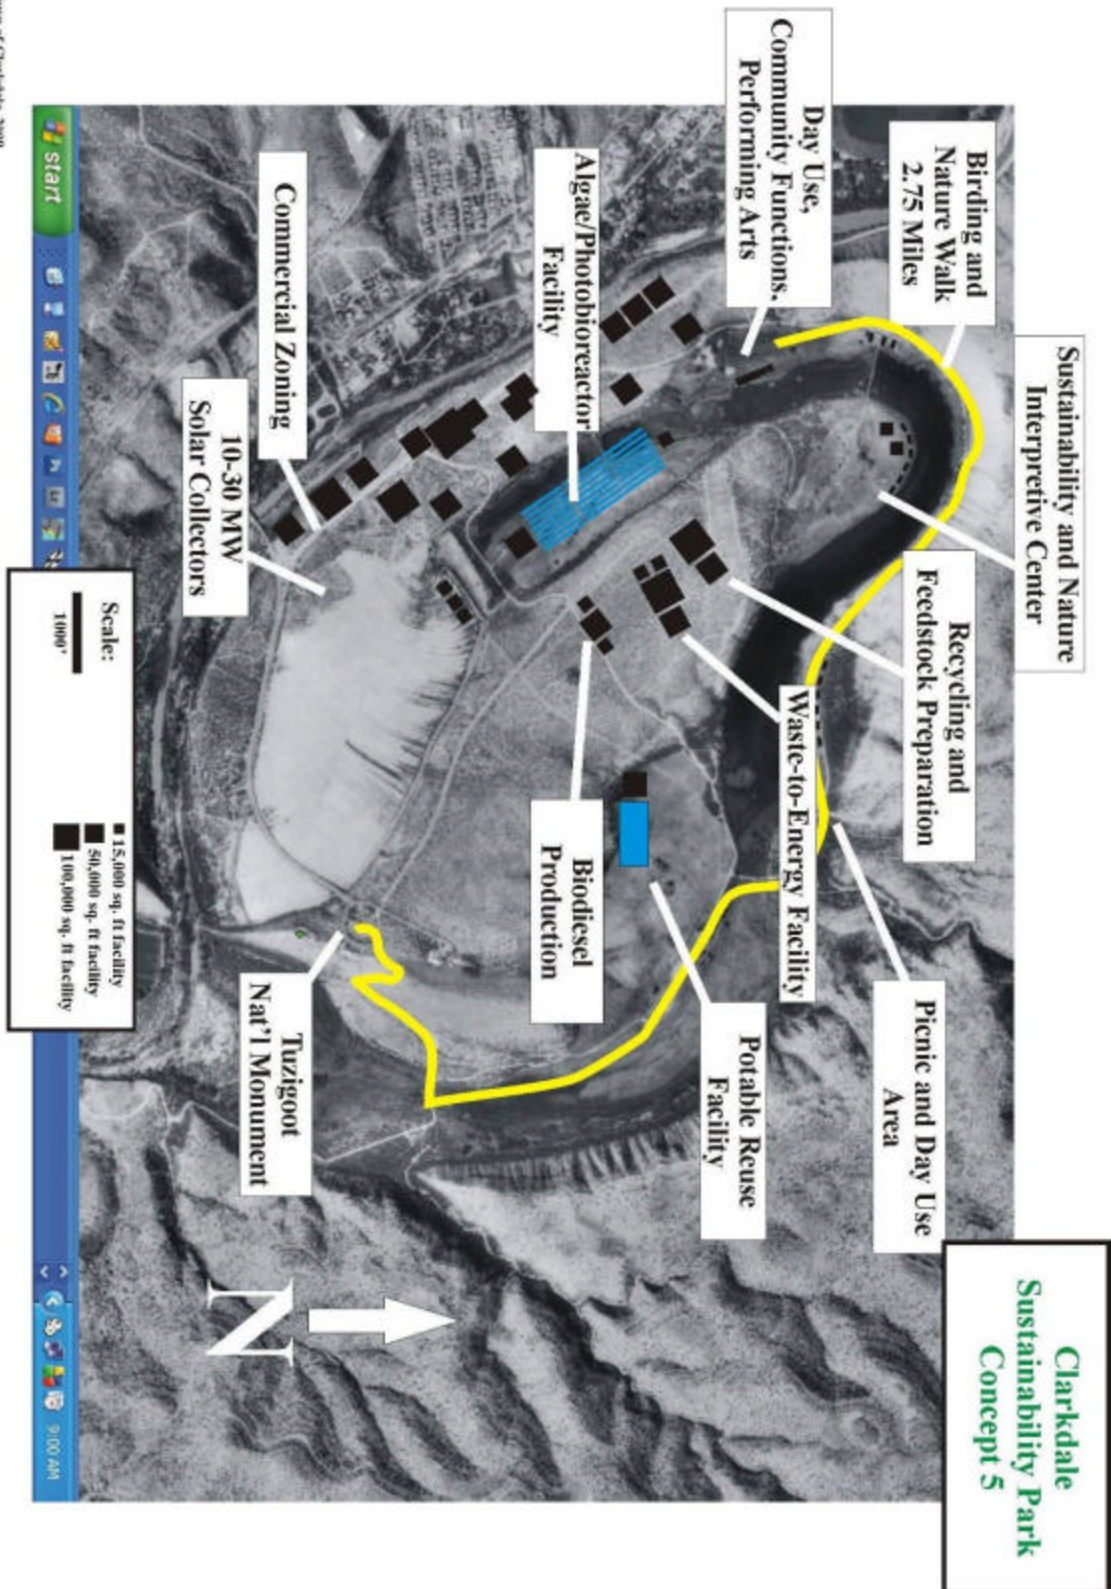 Clarkdale
Sustainability Park
Concept 5
Sustainability and Nature
Interpretive Center
Birding and
Nature Walk
2.75 Miles
Recycling and
Feedstock Preparation
Picnic and Day Use
Area
Day Use,
Community Functions,
Performing Arts
Waste-to-Energy Facility
Potable Reuse
Facility
Algae/Photobioreactor
Facility
Biodiesel
Production
Commercial Zoning
10-30 MW
Solar Collectors
Tuzigoot
Nat'l Monument
N
Scale:
1000'
15,000 sq. ft facility
50,000 sq. ft facility
100,000 sq. ft facility
start
9:00 AM
of Clarkdale, 2009